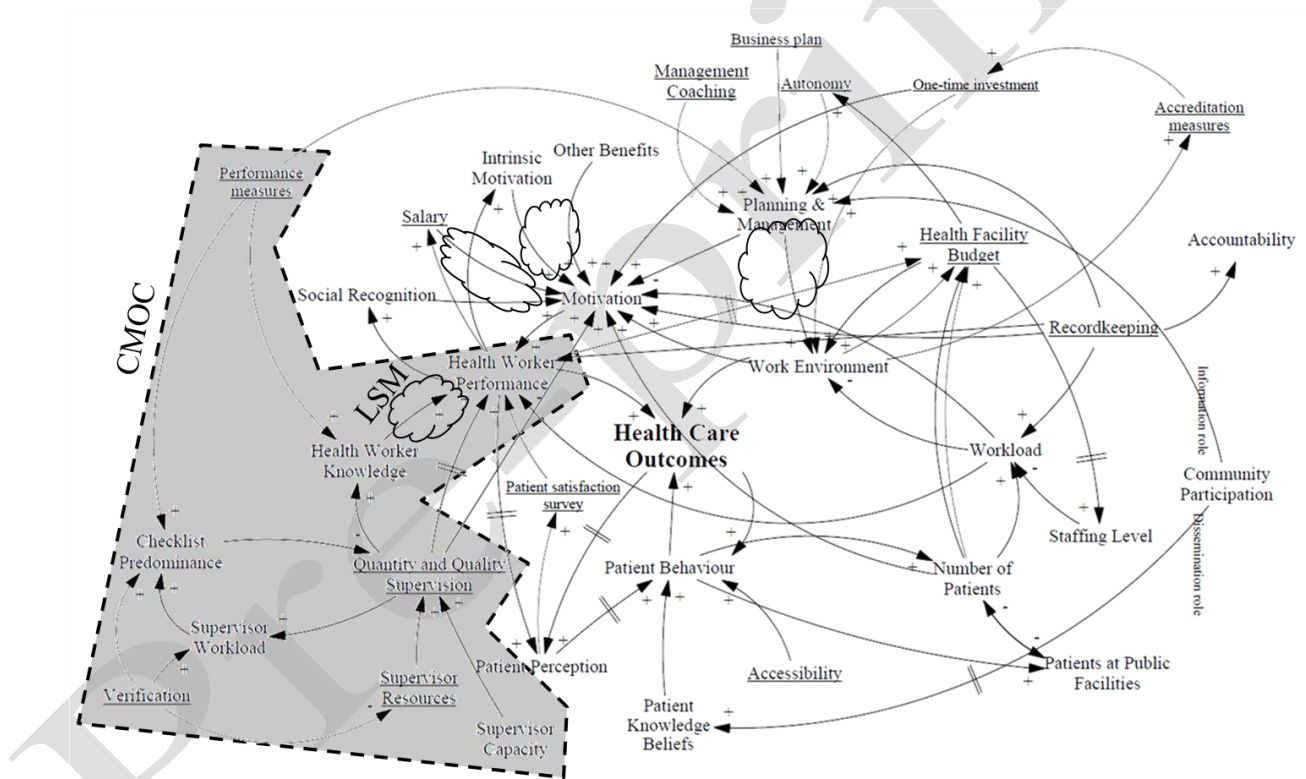 Business plan
Management
Coaching
Autonomy
One-time investment
Accreditation
measures
Performance
measures
Intrinsic
Motivation
Other Benefits
Salary
Planning &
Management
Health Facility
Budget
Accountability
Social Recognition
Motivation
Recordkeeping
CMOC
Health Worker
Performance
Work Environment
LSM
Information role
Health Care
Outcomes
Health Worker
Knowledge
Workload
Community
Participation
Patient satisfaction
survey
Staffing Level
Dissemination role
Checklist
Predominance
Quantity and Quality
Supervision
Patient Behaviour
Number of
Patients
Supervisor
Workload
Patient Perception
Accessibility
Patients at Public
Facilities
Verification
Supervisor
Resources
Supervisor
Capacity
Patient
Knowledge
Beliefs
Pre-prin